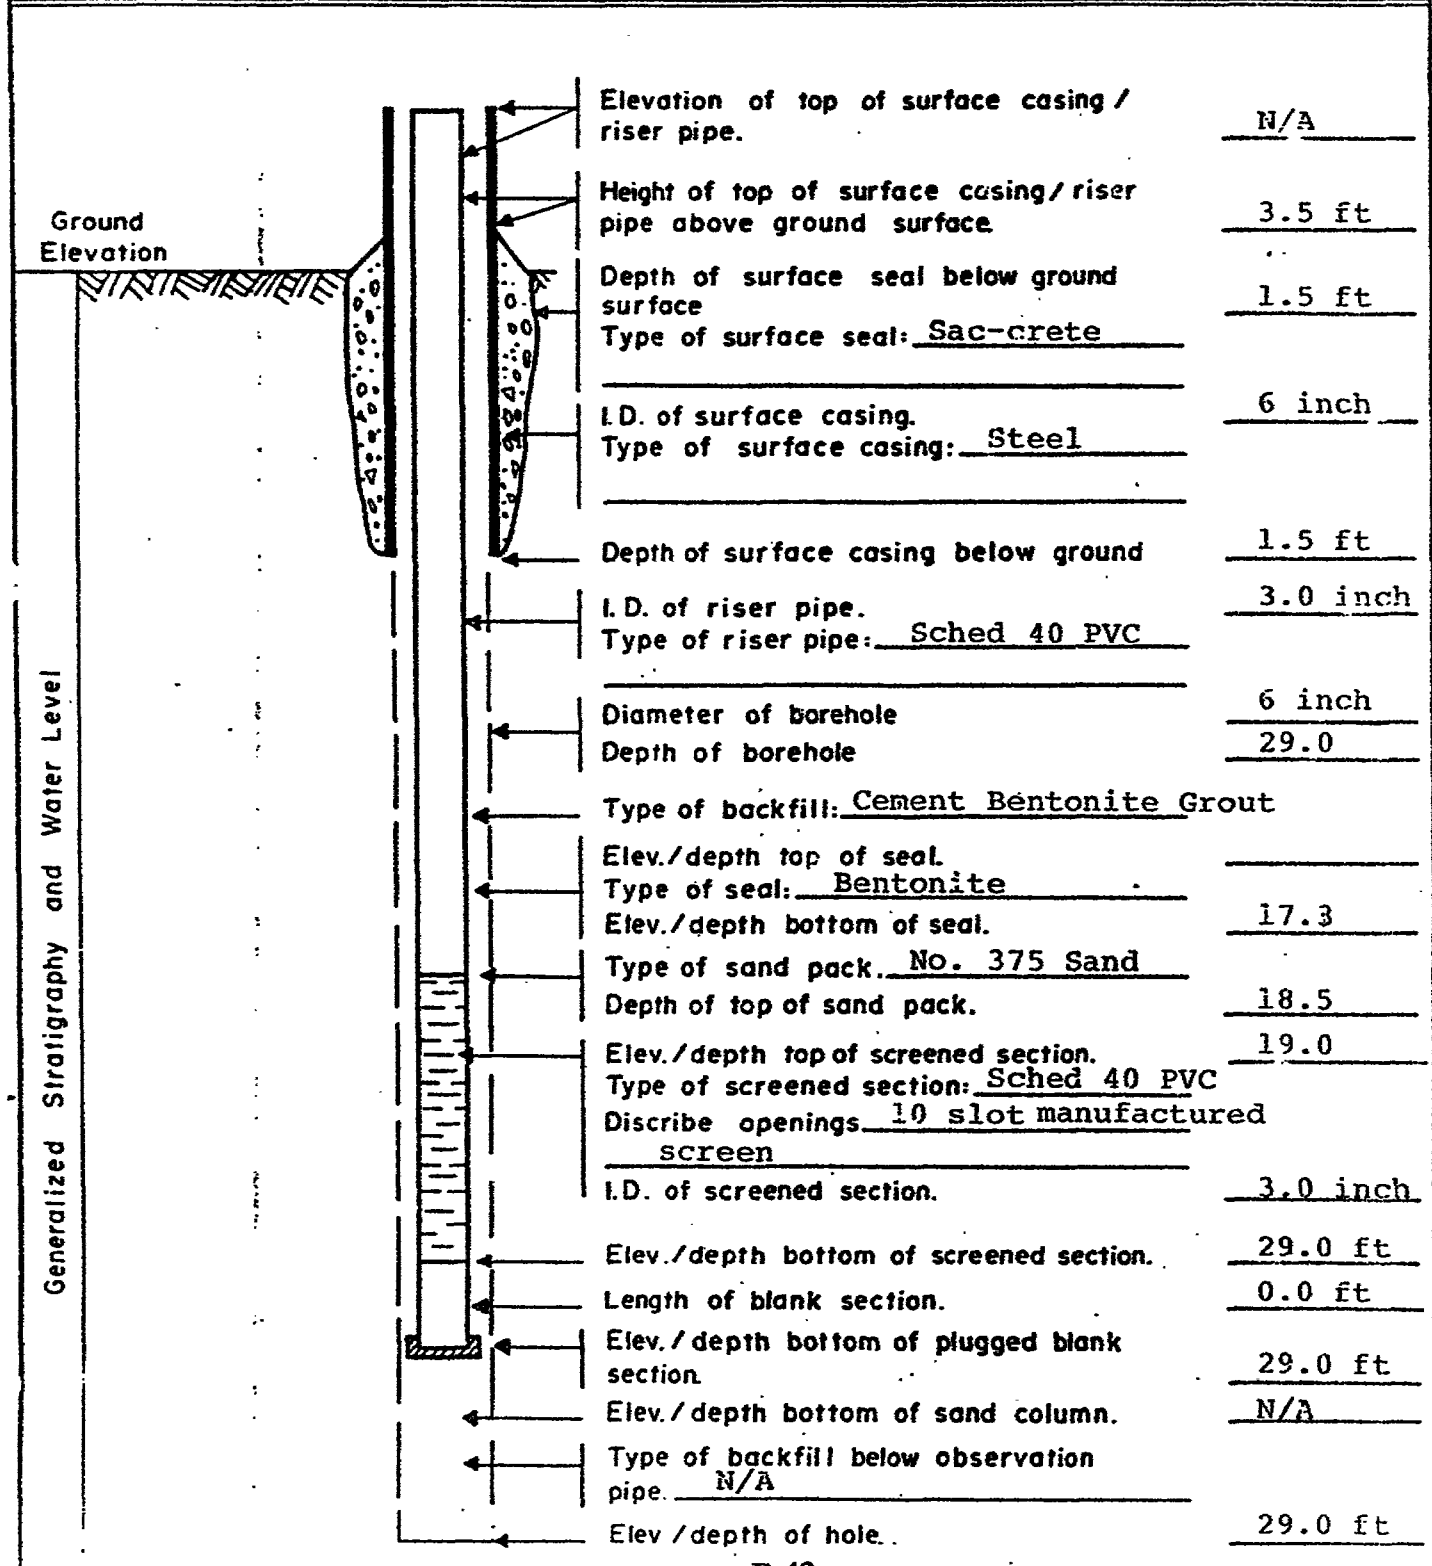 Elevation of top of surface casing / riser pipe. N/A
Height of top of surface casing / riser pipe above ground surface 3.5 ft
Ground
Elevation
Depth of surface seal below ground surface 1.5 ft
Type of surface seal: Sac-crete
I.D. of surface casing. 6 inch
Type of surface casing: Steel
Depth of surface casing below ground 1.5 ft
I.D. of riser pipe. 3.0 inch
Type of riser pipe: Sched 40 PVC
Diameter of borehole 6 inch
Depth of borehole 29.0
Type of backfill: Cement Bentonite Grout
Elev./depth top of seal.
Type of seal: Bentonite
Elev./depth bottom of seal. 17.3
Type of sand pack. No. 375 Sand
Depth of top of sand pack. 18.5
Elev./depth top of screened section. 19.0
Type of screened section: Sched 40 PVC
Discribe openings 10 slot manufactured
screen
I.D. of screened section. 3.0 inch
Elev./depth bottom of screened section. 29.0 ft
Length of blank section. 0.0 ft
Elev./depth bottom of plugged blank
section. 29.0 ft
Elev./depth bottom of sand column. N/A
Type of backfill below observation
pipe. N/A
Elev /depth of hole. 29.0 ft
Generalized Stratigraphy and Water Level